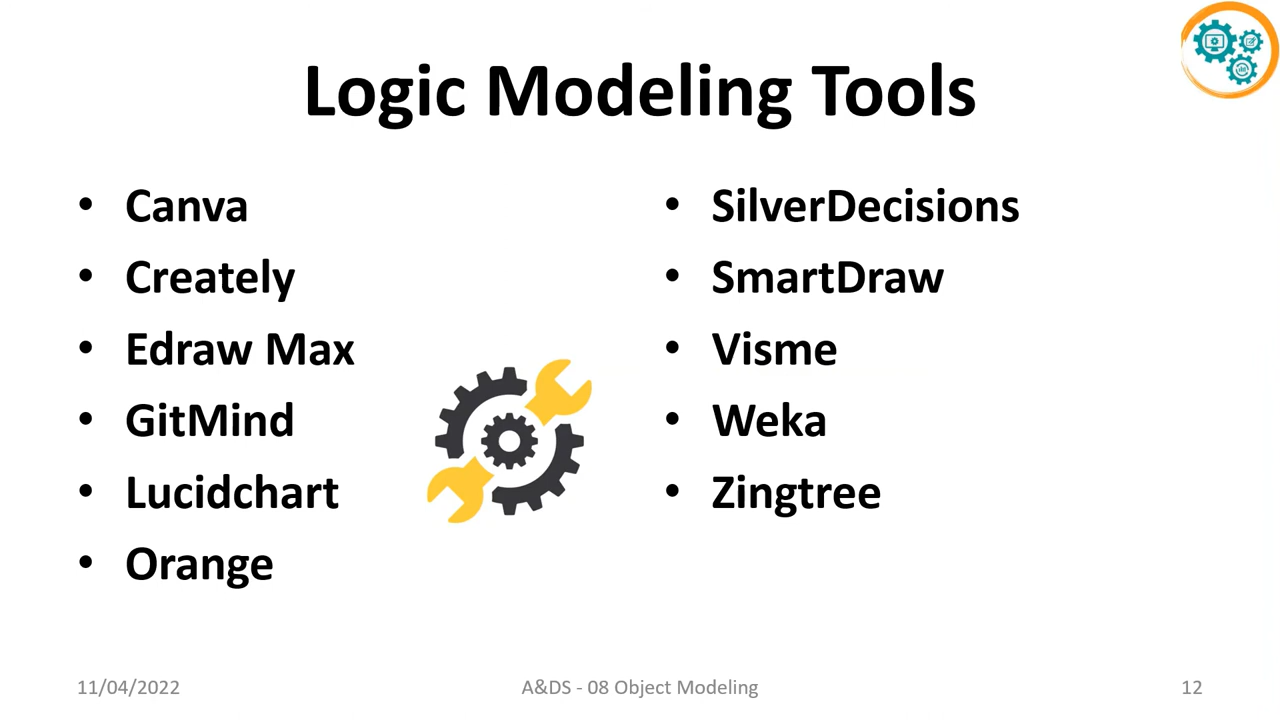 Logic Modeling Tools
• Canva
• Creately
• Edraw Max
• GitMind
• Lucidchart
• Orange
• SilverDecisions
• SmartDraw
• Visme
• Weka
• Zingtree
11/04/2022
A&DS - 08 Object Modeling
12